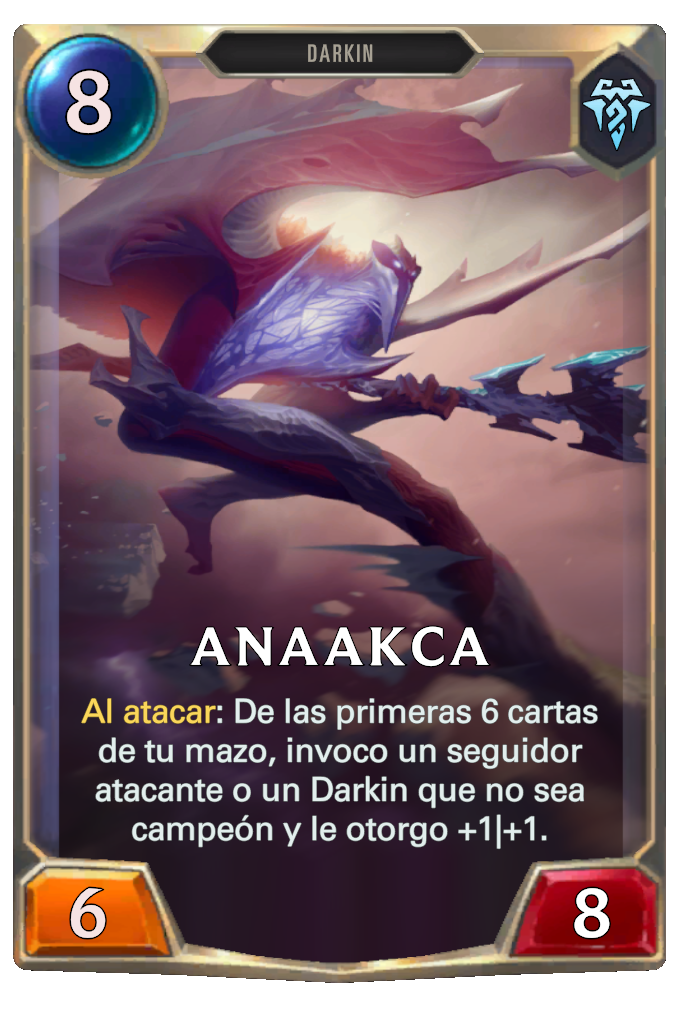 DARKIN
8
ANAAKCA
Al atacar: De las primeras 6 cartas
de tu mazo, invoco un seguidor
atacante o un Darkin que no sea
campeón y le otorgo +1|+1.
6
8